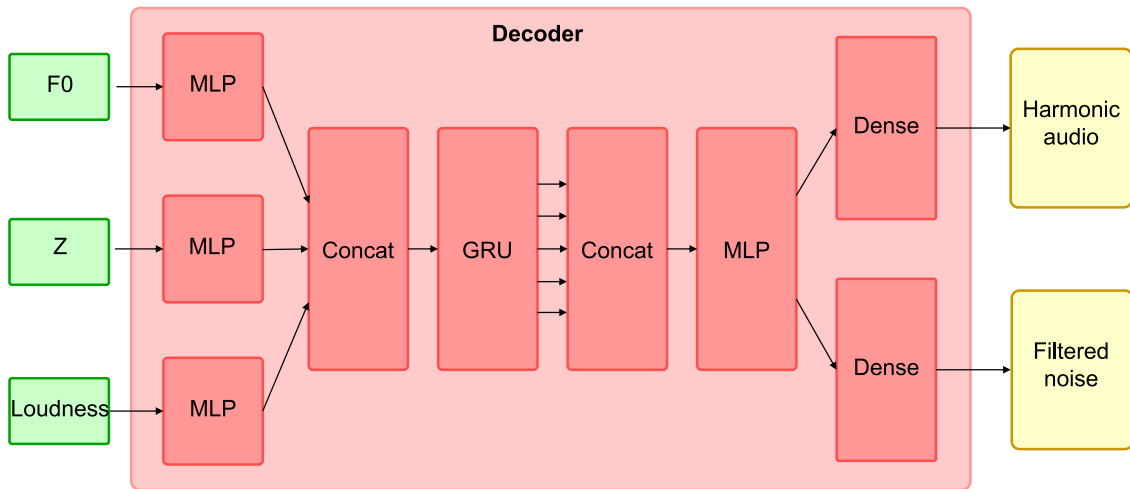 Decoder
F0
MLP
Z
MLP
Loudness
MLP
Concat
GRU
Concat
MLP
Dense
Dense
Harmonic
audio
Filtered
noise